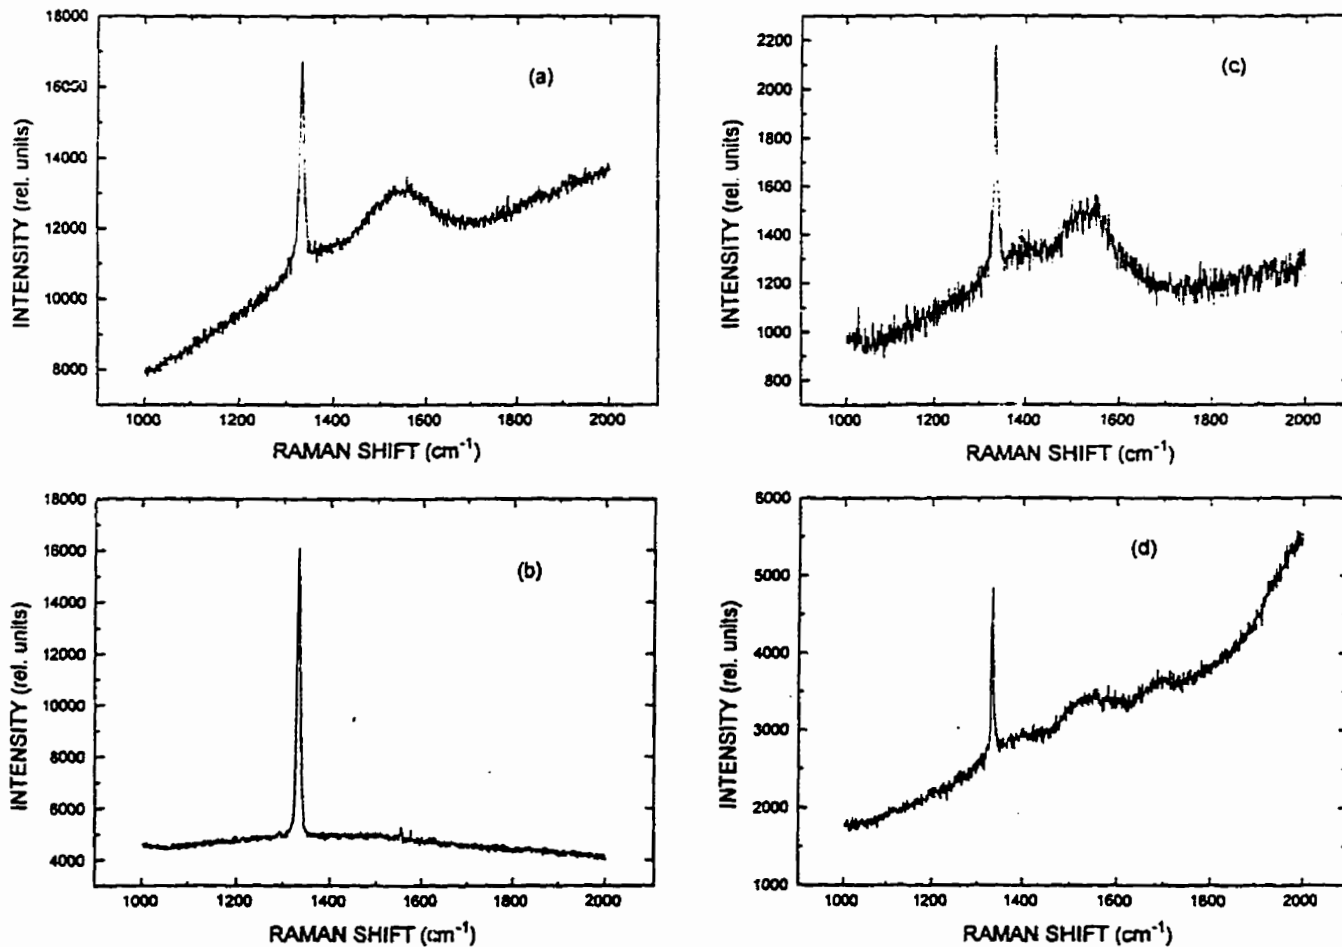 18000
16000
14000
12000
10000
8000
INTENSITY (rel. units)
(a)
1000 1200 1400 1600 1800 2000
RAMAN SHIFT (cm⁻¹)
2200
2000
1800
1600
1400
1200
1000
800
INTENSITY (rel. units)
(c)
1000 1200 1400 1600 1800 2000
RAMAN SHIFT (cm⁻¹)
18000
16000
14000
12000
10000
8000
6000
4000
INTENSITY (rel. units)
(b)
1000 1200 1400 1600 1800 2000
RAMAN SHIFT (cm⁻¹)
6000
5000
4000
3000
2000
1000
INTENSITY (rel. units)
(d)
1000 1200 1400 1600 1800 2000
RAMAN SHIFT (cm⁻¹)